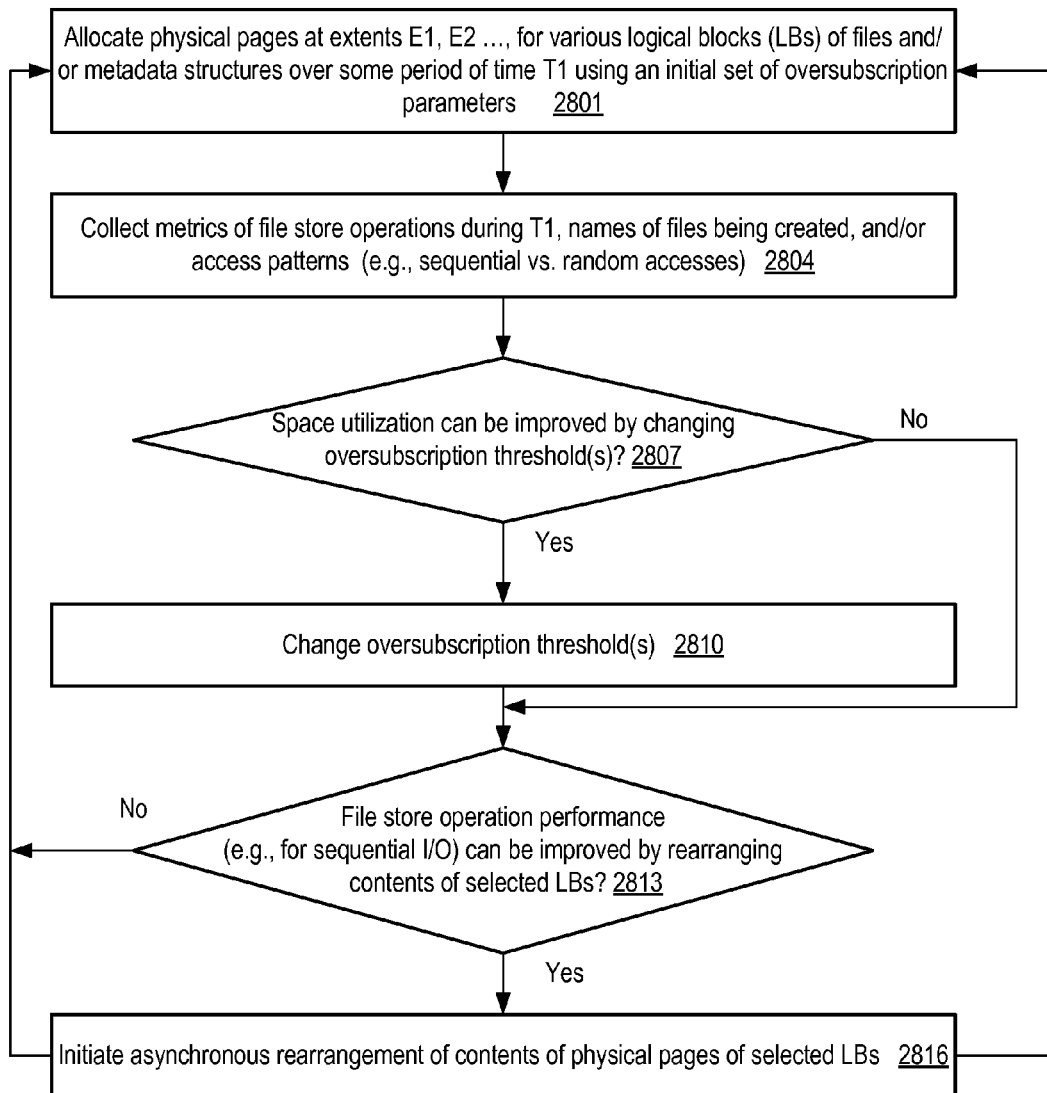 Allocate physical pages at extents E1, E2 …, for various logical blocks (LBs) of files and/
or metadata structures over some period of time T1 using an initial set of oversubscription
parameters 2801
Collect metrics of file store operations during T1, names of files being created, and/or
access patterns (e.g., sequential vs. random accesses) 2804
Space utilization can be improved by changing
oversubscription threshold(s)? 2807
No
Yes
Change oversubscription threshold(s) 2810
No
File store operation performance
(e.g., for sequential I/O) can be improved by rearranging
contents of selected LBs? 2813
Yes
Initiate asynchronous rearrangement of contents of physical pages of selected LBs 2816